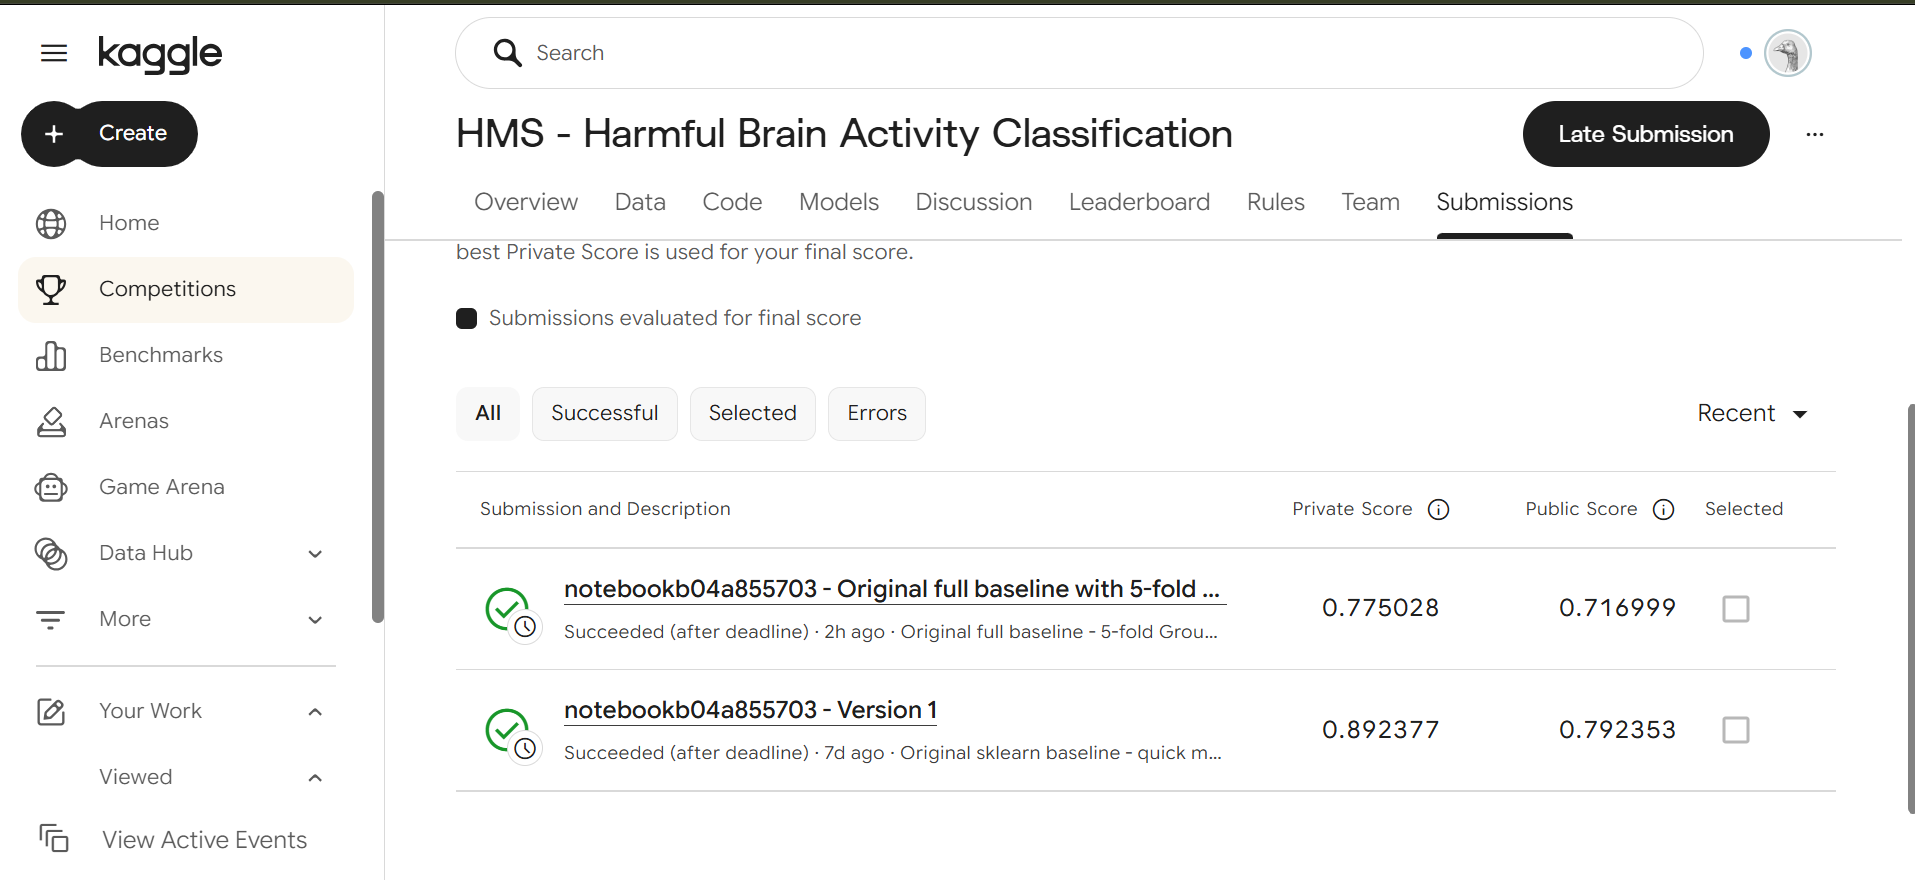 kaggle
Search
Create
HMS - Harmful Brain Activity Classification
Late Submission
Overview
Data
Code
Models
Discussion
Leaderboard
Rules
Team
Submissions
Home
Competitions
Benchmarks
Arenas
Game Arena
Data Hub
More
Your Work
Viewed
View Active Events
best Private Score is used for your final score.
Submissions evaluated for final score
All
Successful
Selected
Errors
Recent
Submission and Description
Private Score
Public Score
Selected
notebookb04a855703 - Original full baseline with 5-fold ...
Succeeded (after deadline) · 2h ago · Original full baseline - 5-fold Grou...
0.775028
0.716999
notebookb04a855703 - Version 1
Succeeded (after deadline) · 7d ago · Original sklearn baseline - quick m...
0.892377
0.792353